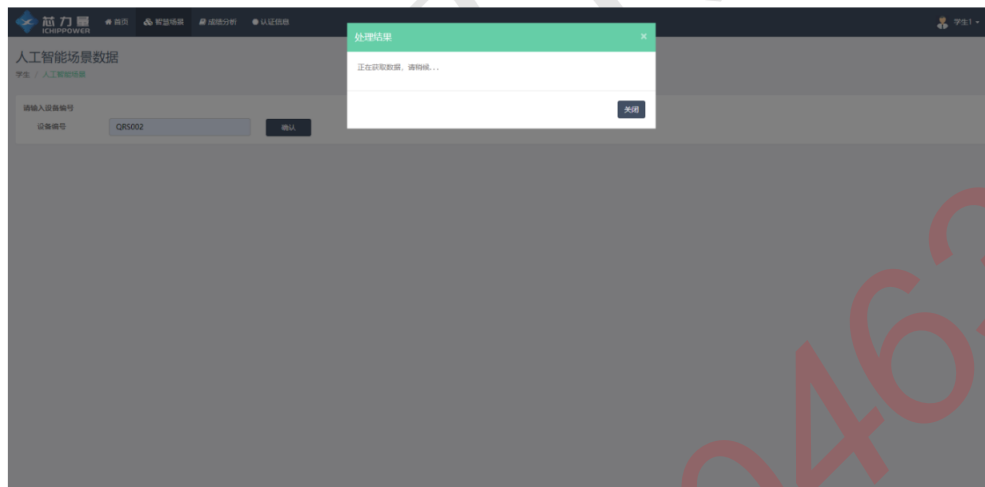 芯力量
ICHIPPOWER
首页
智慧场景
成绩分析
认证信息
学生1
处理结果
×
正在获取数据，请稍候...
关闭
人工智能场景数据
学生 / 人工智能场景
请输入设备编号
设备编号
QRS002
确认
0463